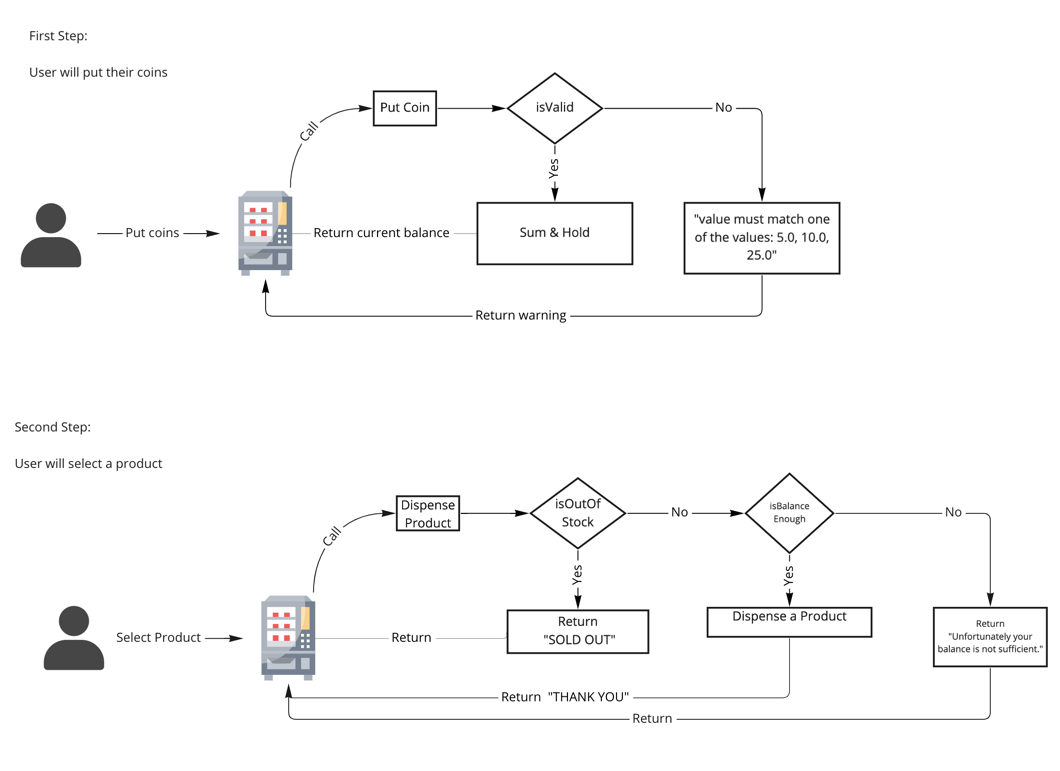 First Step:
User will put their coins
Put Coin
isValid
No
Call
Yes
Put coins
Return current balance
Sum & Hold
"value must match one
of the values: 5.0, 10.0,
25.0"
Return warning
Second Step:
User will select a product
Dispense
Product
isOutOf
Stock
No
isBalance
Enough
No
Call
Yes
Yes
Select Product
Return
Return
"SOLD OUT"
Dispense a Product
Return
"Unfortunately your
balance is not sufficient."
Return "THANK YOU"
Return